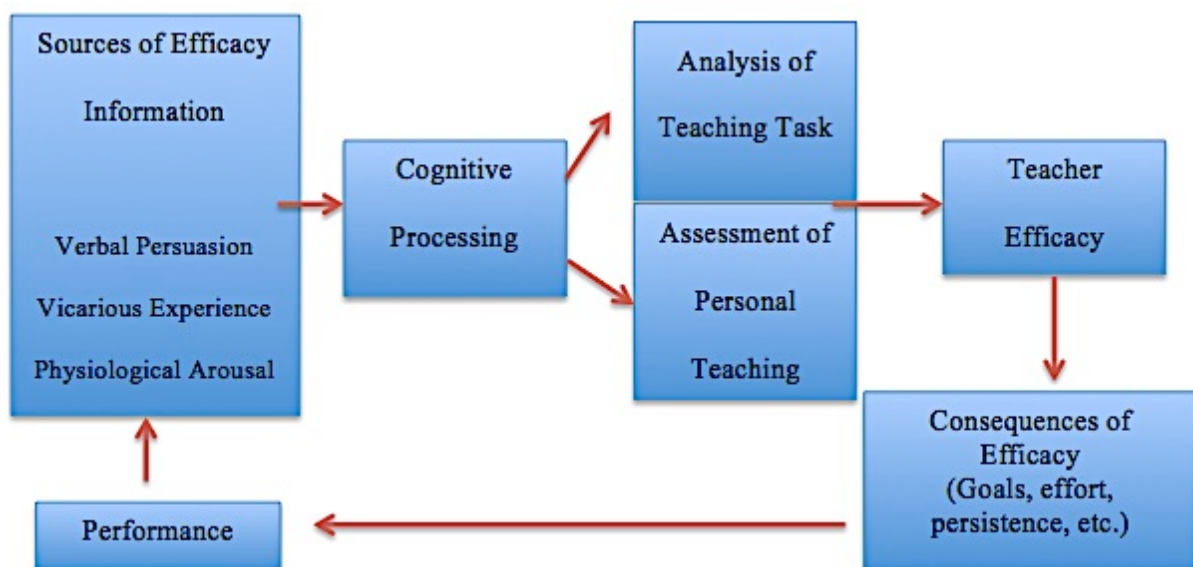 Sources of Efficacy
Information
Verbal Persuasion
Vicarious Experience
Physiological Arousal
Cognitive
Processing
Analysis of
Teaching Task
Assessment of
Personal
Teaching
Teacher
Efficacy
Consequences of
Efficacy
(Goals, effort,
persistence, etc.)
Performance